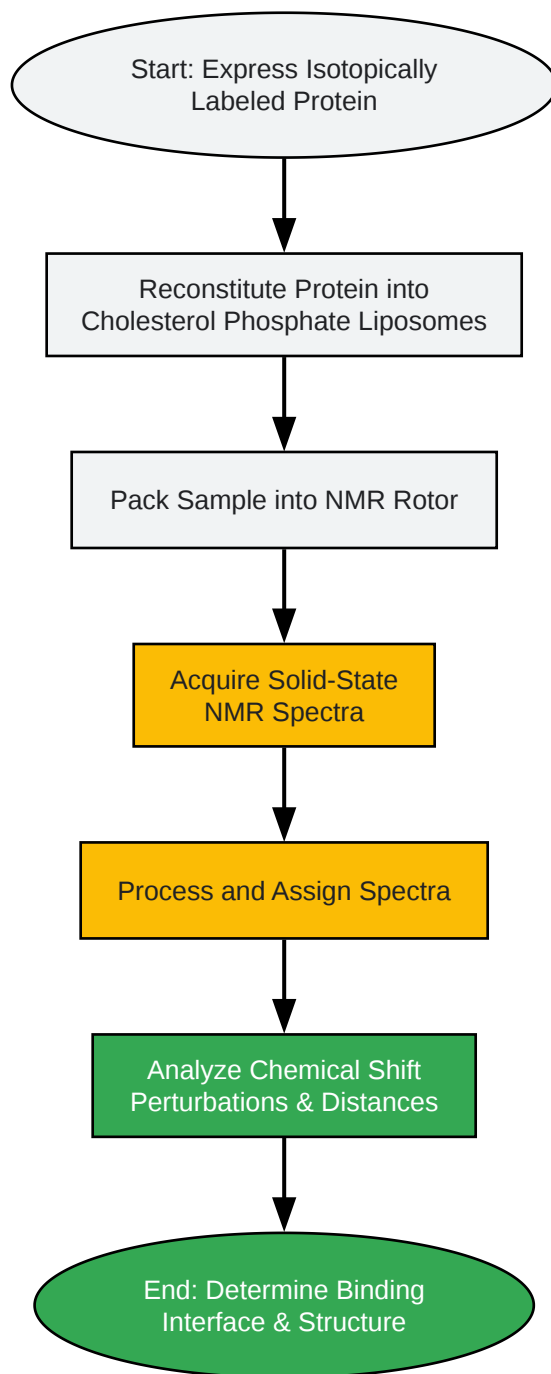 Start: Express Isotopically
Labeled Protein
Reconstitute Protein into
Cholesterol Phosphate Liposomes
Pack Sample into NMR Rotor
Acquire Solid-State
NMR Spectra
Process and Assign Spectra
Analyze Chemical Shift
Perturbations & Distances
End: Determine Binding
Interface & Structure